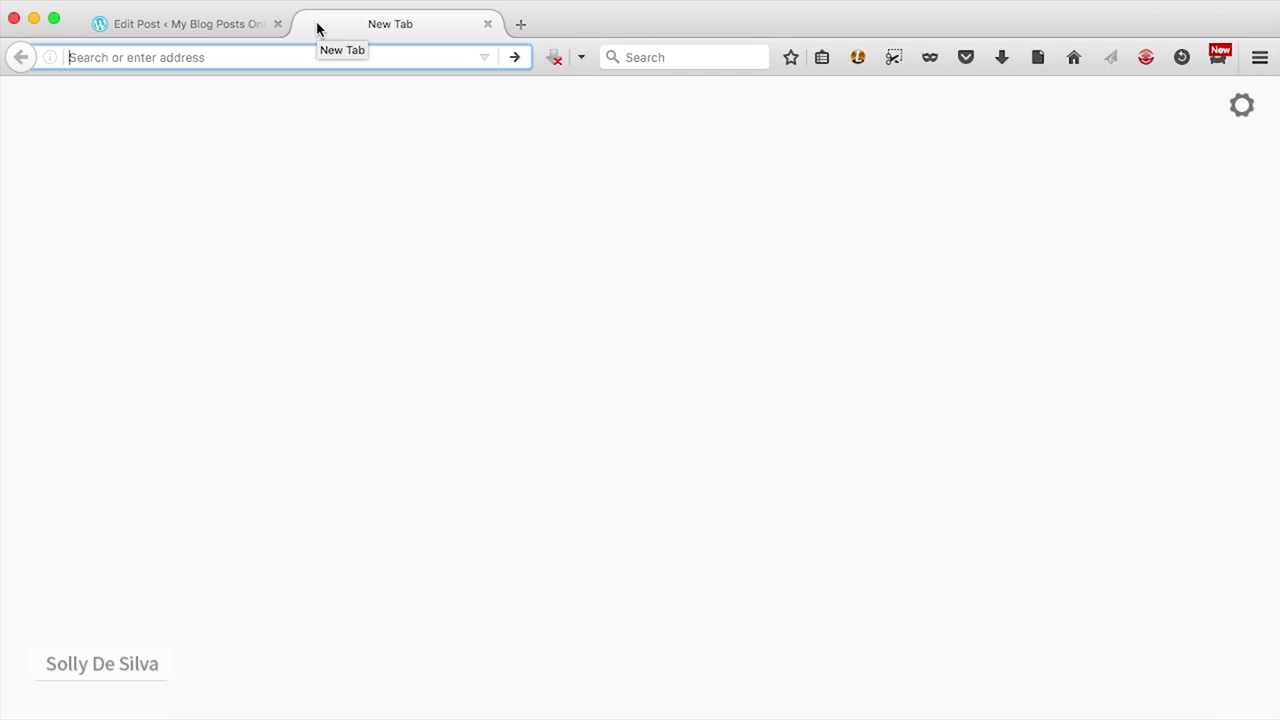 Edit Post ‹ My Blog Posts Onl
New Tab
New Tab
Search or enter address
Search
New
Solly De Silva